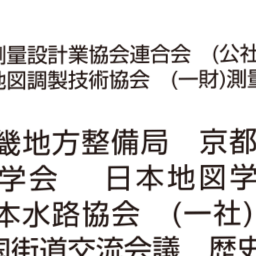 測量設計業協会連合会　(公社
地図調製技術協会　(一財)測量
畿地方整備局　京都
学会　日本地図学
本水路協会　(一社)
国街道交流会議　歴史